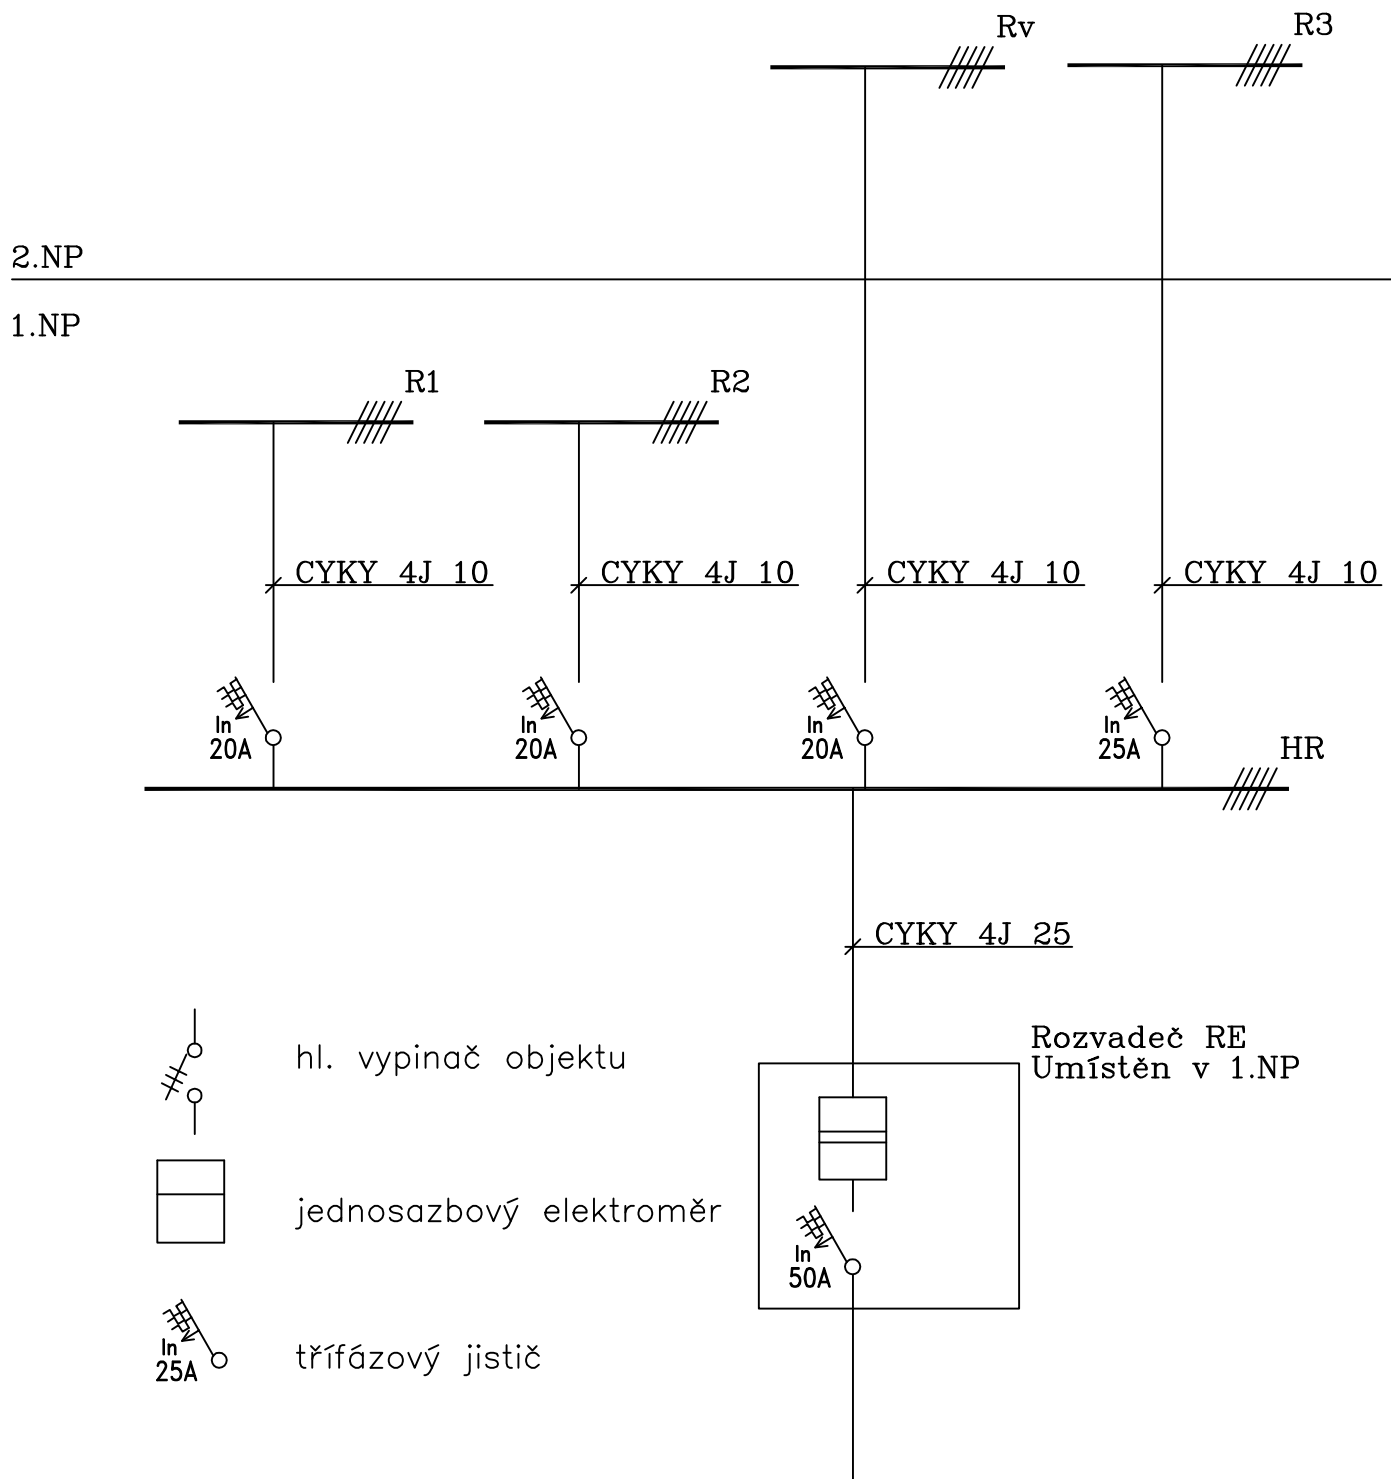 Rv
R3
2.NP
1.NP
R1
R2
CYKY 4J 10
CYKY 4J 10
CYKY 4J 10
CYKY 4J 10
In
20A
In
20A
In
20A
In
25A
HR
CYKY 4J 25
Rozvadeč RE
Umístěn v 1.NP
hl. vypinač objektu
jednosazbový elektroměr
In
50A
In
25A
třífázový jistič